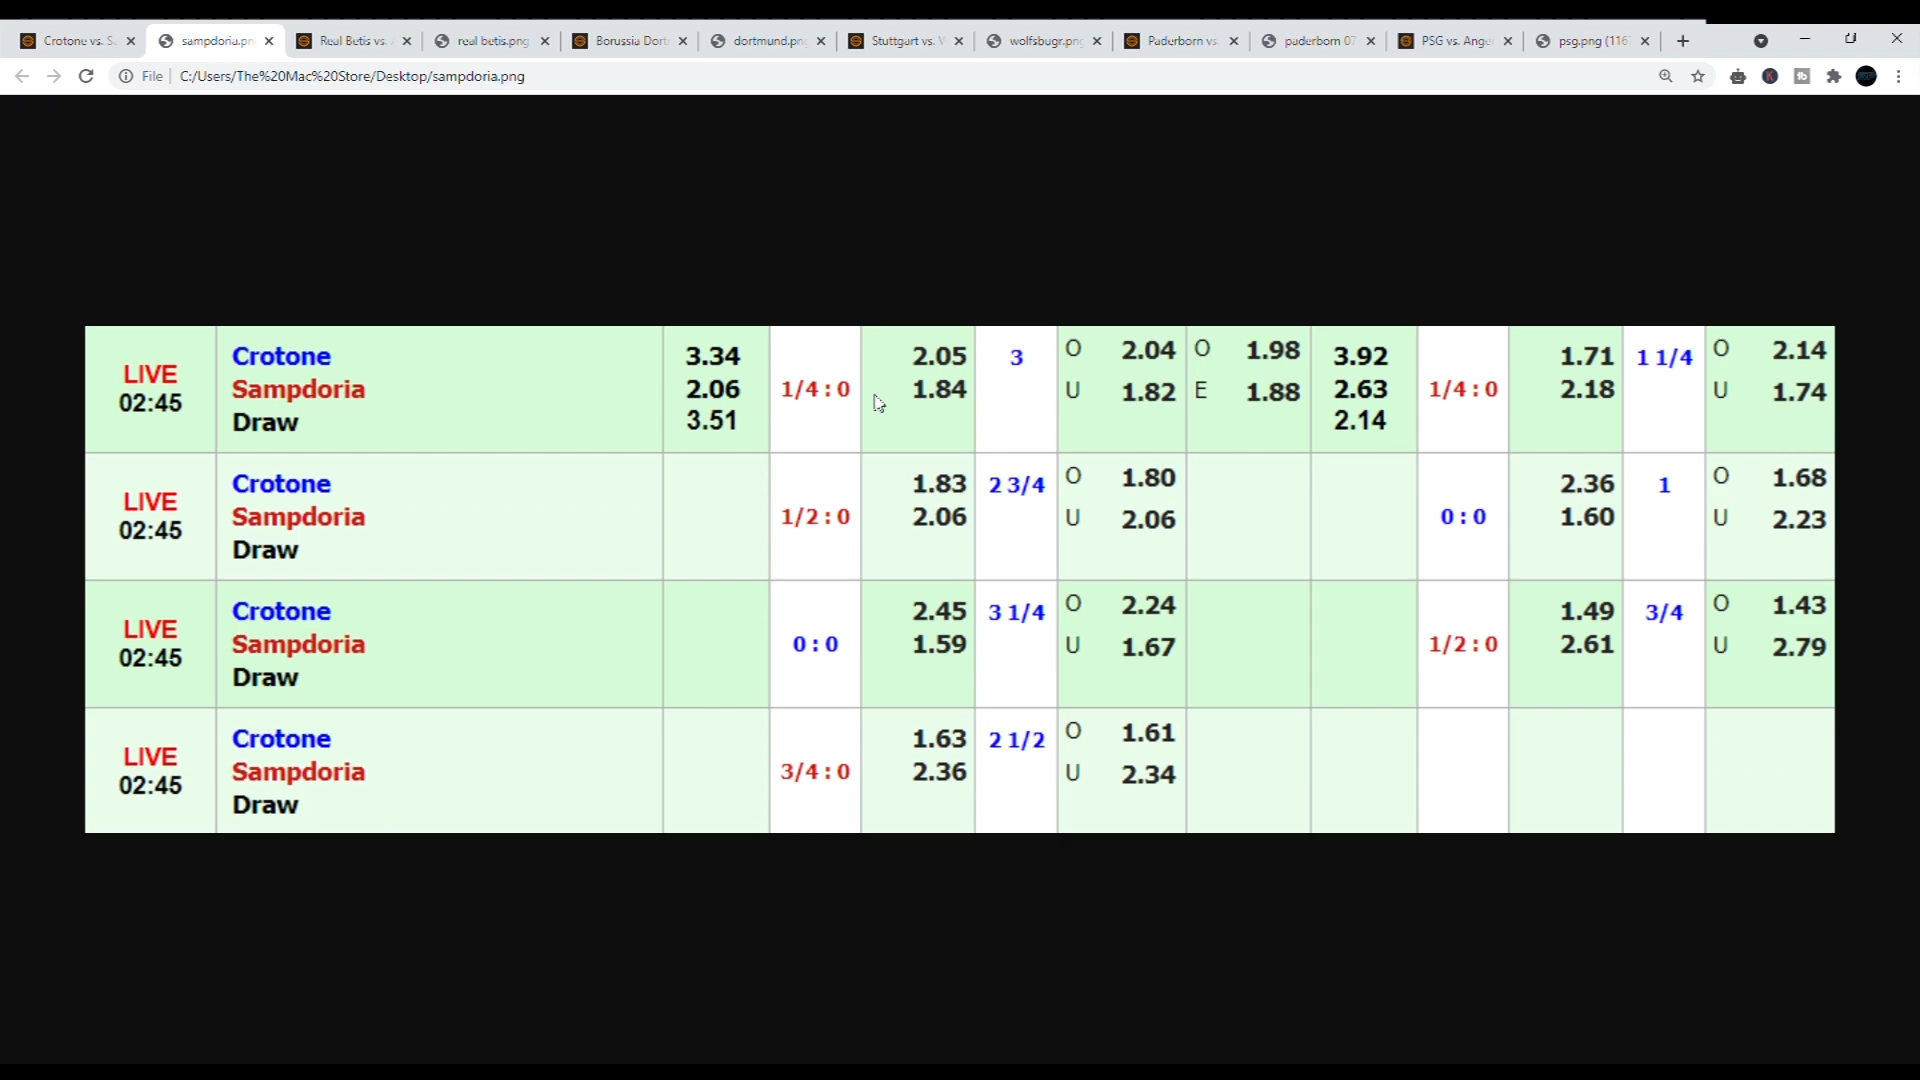 Crotone vs. S
sampdoria.pn
Real Betis vs.
real betis.png
Borussia Dort
dortmund.pn
Stuttgart vs. V
wolfsbugr.pn
Paderborn vs.
paderborn 07
PSG vs. Ange
psg.png (116
File C:/Users/The%20Mac%20Store/Desktop/sampdoria.png
LIVE 02:45
Crotone 3.34 2.05 3 O 2.04 O 1.98 3.92 1.71 1 1/4 O 2.14
Sampdoria 2.06 1/4 : 0 1.84 U 1.82 E 1.88 2.63 1/4 : 0 2.18 U 1.74
Draw 3.51 2.14
LIVE 02:45
Crotone 1.83 2 3/4 O 1.80 2.36 1 O 1.68
Sampdoria 1/2 : 0 2.06 U 2.06 0 : 0 1.60 U 2.23
Draw
LIVE 02:45
Crotone 2.45 3 1/4 O 2.24 1.49 3/4 O 1.43
Sampdoria 0 : 0 1.59 U 1.67 1/2 : 0 2.61 U 2.79
Draw
LIVE 02:45
Crotone 1.63 2 1/2 O 1.61
Sampdoria 3/4 : 0 2.36 U 2.34
Draw